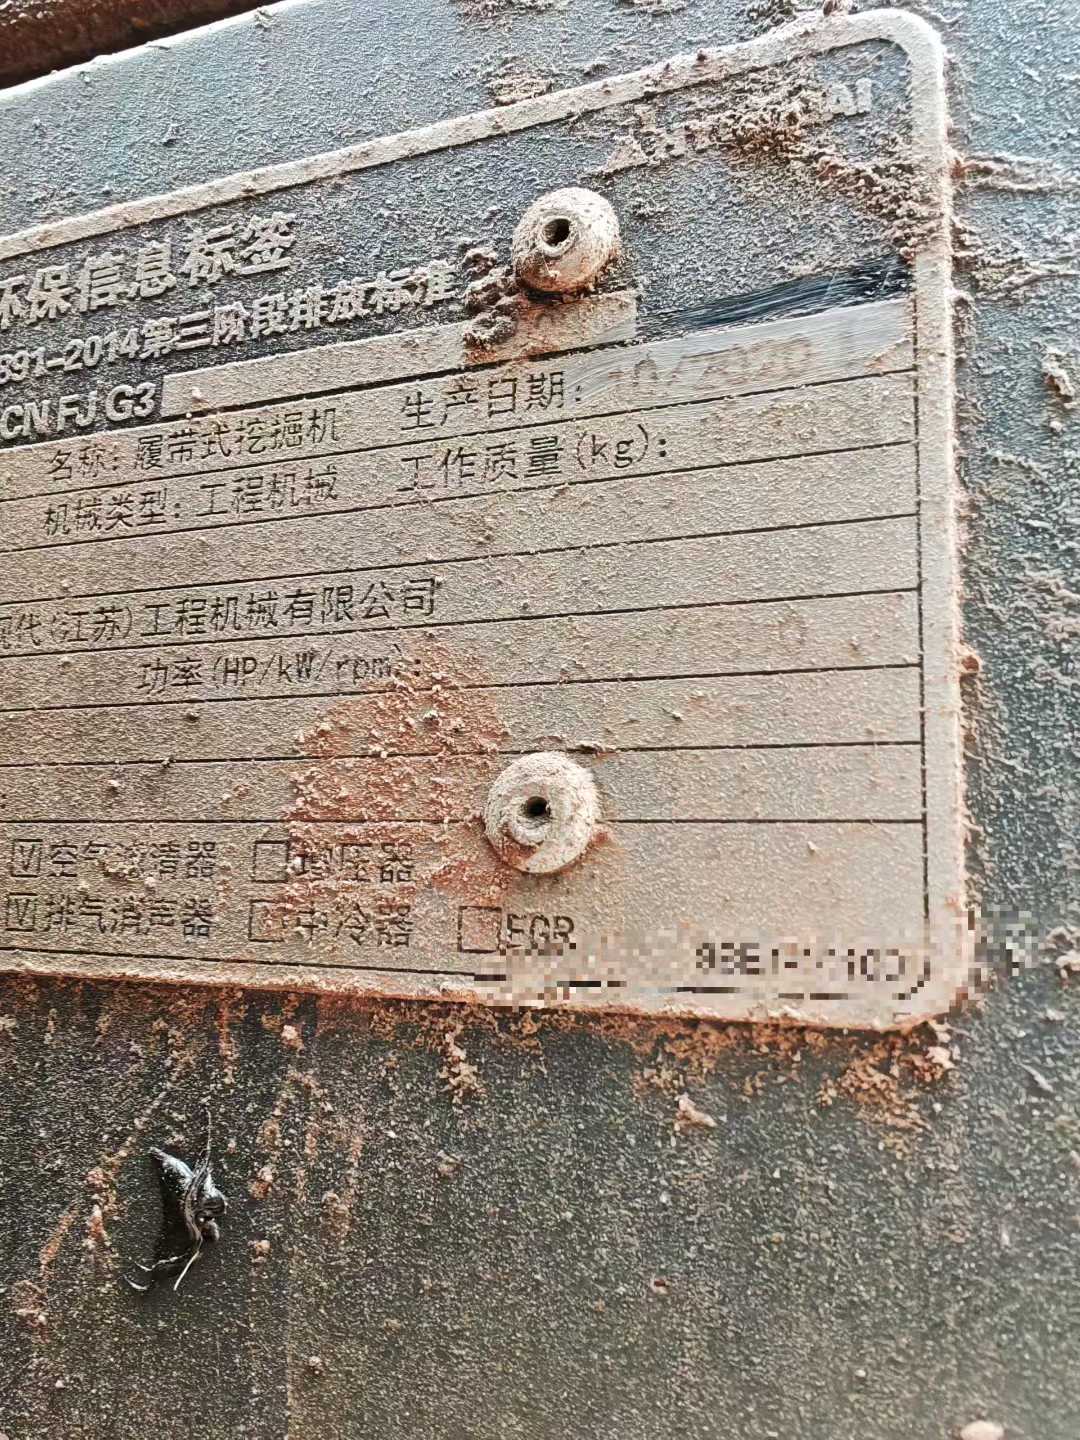 环保信息标签
891-2014第三阶段排放标准
CN FJ G3
名称：履带式挖掘机 生产日期：
机械类型：工程机械 工作质量(kg)：
现代(江苏)工程机械有限公司
功率(HP/kW/rpm)：
空气滤清器 增压器
排气消声器 中冷器 EGR